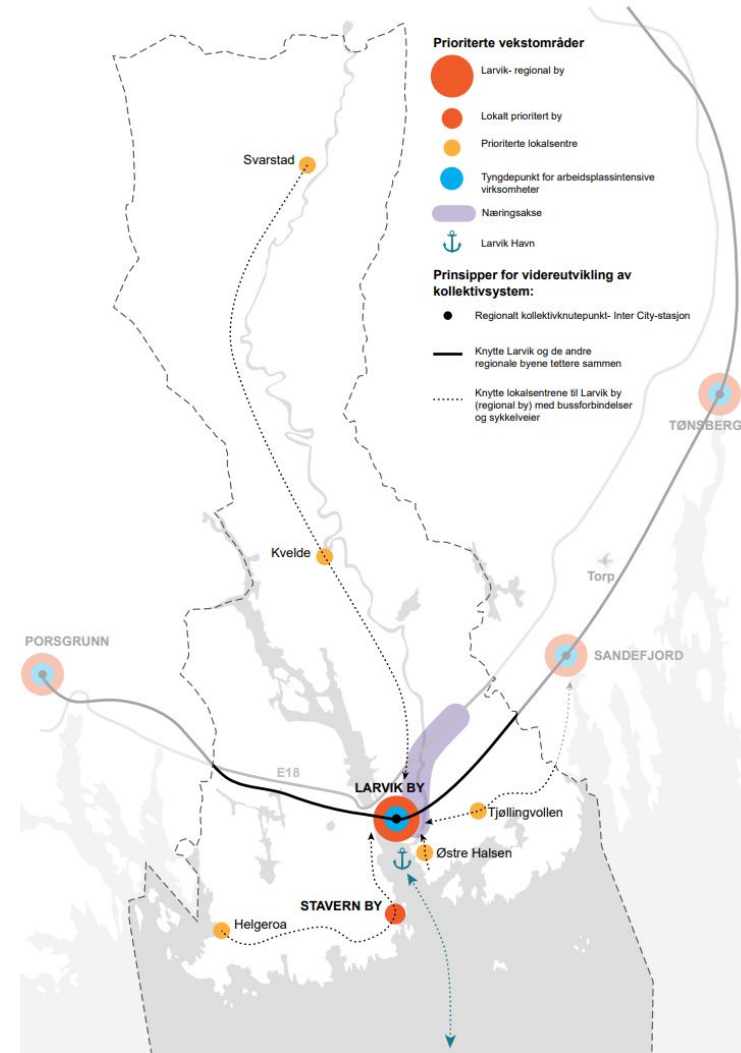 Prioriterte vekstområder
Larvik- regional by
Lokalt prioritert by
Prioriterte lokalsentre
Tyngdepunkt for arbeidsplassintensive
virksomheter
Næringsakse
Larvik Havn
Prinsipper for videreutvikling av
kollektivsystem:
Regionalt kollektivknutepunkt- Inter City-stasjon
Knytte Larvik og de andre
regionale byene tettere sammen
Knytte lokalsentrene til Larvik by
(regional by) med bussforbindelser
og sykkelveier
Svarstad
TØNSBERG
Kvelde
Torp
PORSGRUNN
SANDEFJORD
E18
LARVIK BY
Tjøllingvollen
Østre Halsen
STAVERN BY
Helgeroa